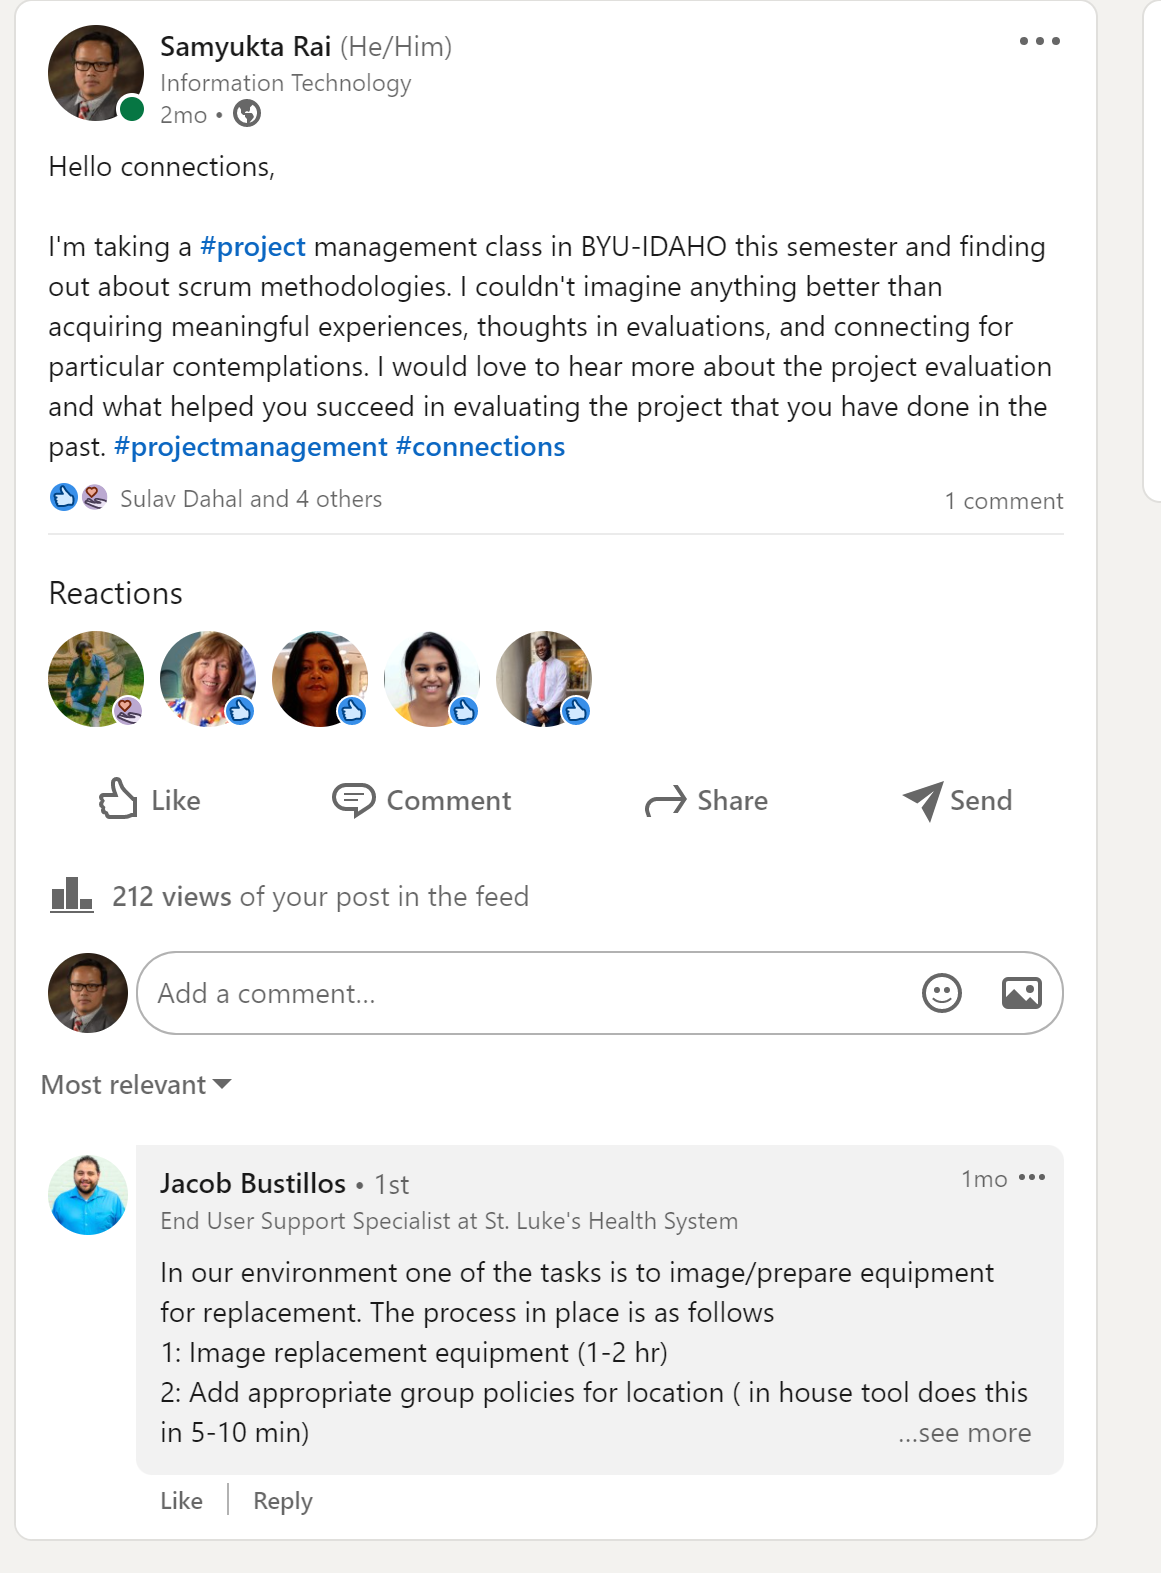 Samyukta Rai (He/Him)
Information Technology
2mo •
Hello connections,
I'm taking a #project management class in BYU-IDAHO this semester and finding
out about scrum methodologies. I couldn't imagine anything better than
acquiring meaningful experiences, thoughts in evaluations, and connecting for
particular contemplations. I would love to hear more about the project evaluation
and what helped you succeed in evaluating the project that you have done in the
past. #projectmanagement #connections
Sulav Dahal and 4 others
1 comment
Reactions
Like
Comment
Share
Send
212 views of your post in the feed
Add a comment...
Most relevant
Jacob Bustillos • 1st
1mo
End User Support Specialist at St. Luke's Health System
In our environment one of the tasks is to image/prepare equipment
for replacement. The process in place is as follows
1: Image replacement equipment (1-2 hr)
2: Add appropriate group policies for location ( in house tool does this
in 5-10 min)
...see more
Like
Reply